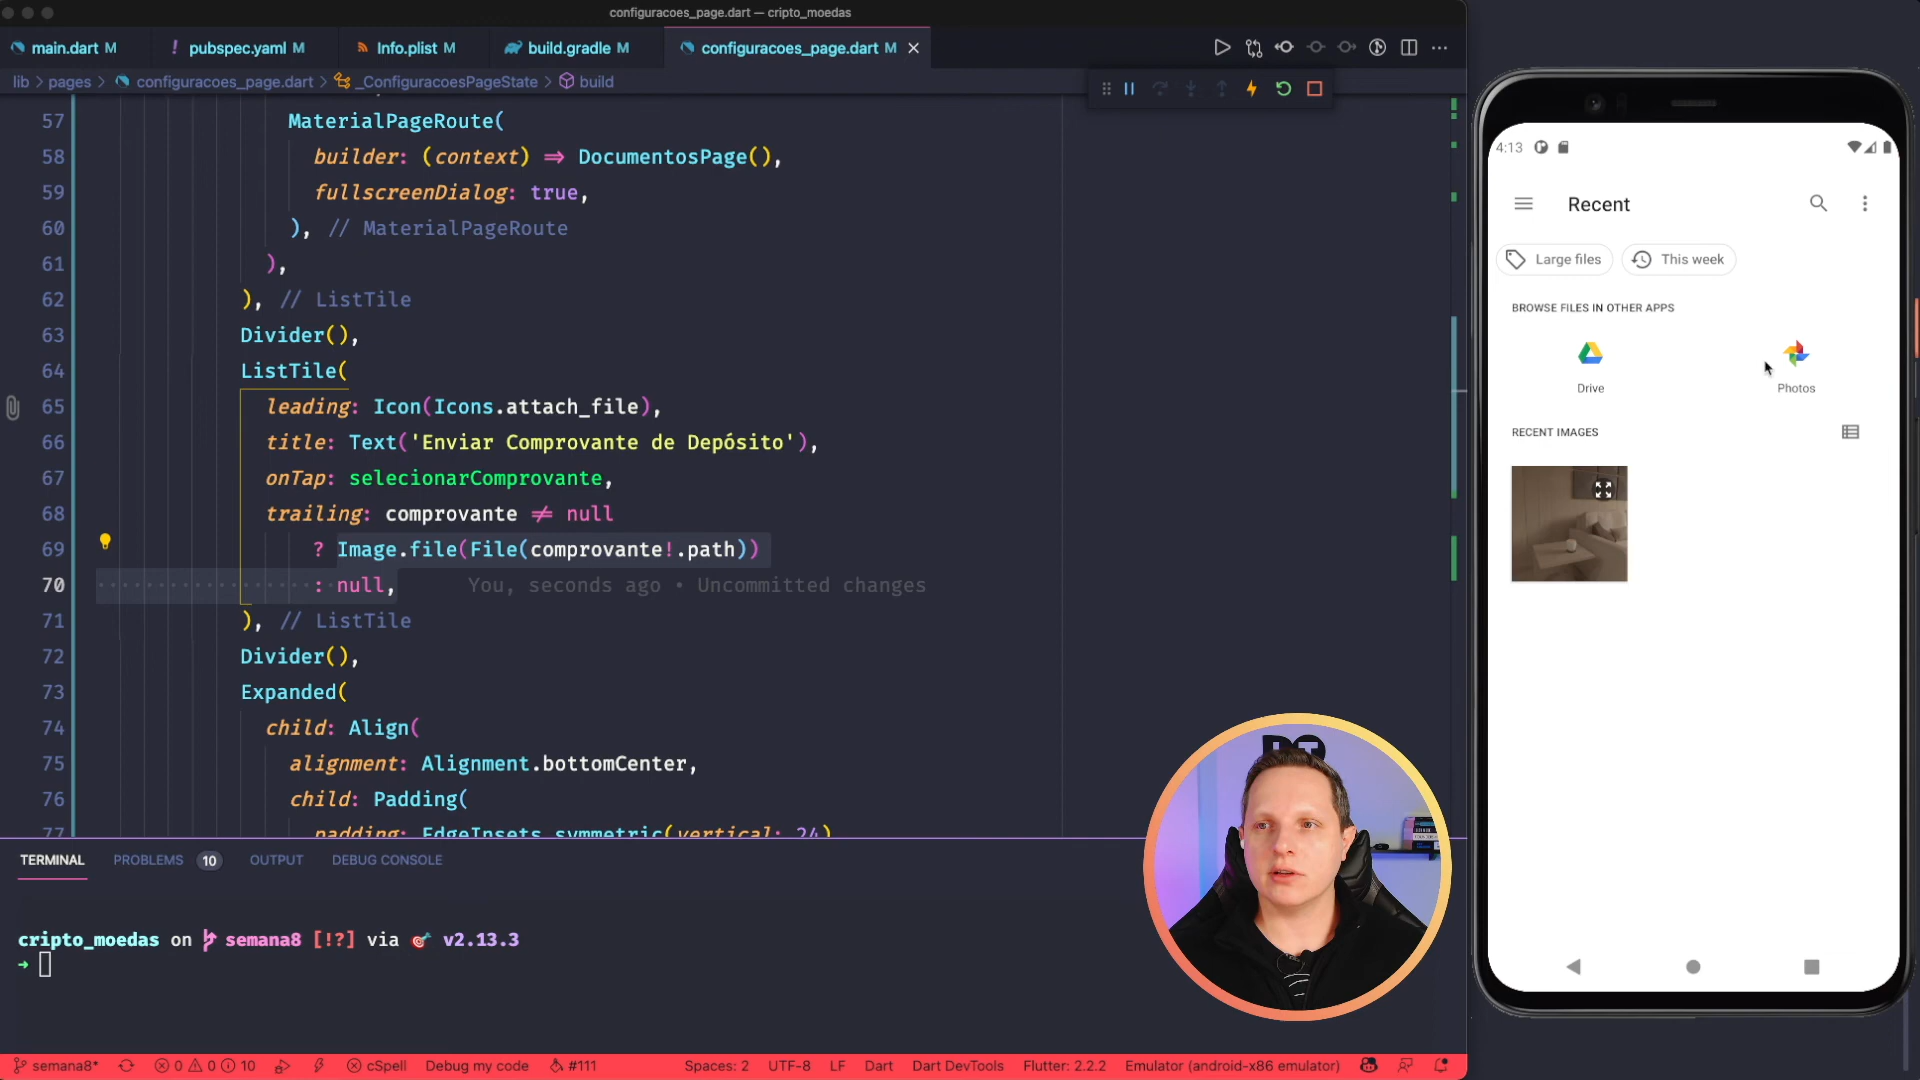 configuracoes_page.dart — cripto_moedas
main.dart M
pubspec.yaml M
Info.plist M
build.gradle M
configuracoes_page.dart M
lib > pages > configuracoes_page.dart > _ConfiguracoesPageState > build
57 MaterialPageRoute(
58 builder: (context) => DocumentosPage(),
59 fullscreenDialog: true,
60 ), // MaterialPageRoute
61 ),
62 ), // ListTile
63 Divider(),
64 ListTile(
65 leading: Icon(Icons.attach_file),
66 title: Text('Enviar Comprovante de Depósito'),
67 onTap: selecionarComprovante,
68 trailing: comprovante != null
69 ? Image.file(File(comprovante!.path))
70 : null, You, seconds ago • Uncommitted changes
71 ), // ListTile
72 Divider(),
73 Expanded(
74 child: Align(
75 alignment: Alignment.bottomCenter,
76 child: Padding(
77 padding: EdgeInsets.symmetric(vertical: 24)
TERMINAL PROBLEMS 10 OUTPUT DEBUG CONSOLE
cripto_moedas on semana8 [!?] via v2.13.3
semana8* 0 0 10 cSpell Debug my code #111 Spaces: 2 UTF-8 LF Dart Dart DevTools Flutter: 2.2.2 Emulator (android-x86 emulator)
4:13
Recent
Large files
This week
BROWSE FILES IN OTHER APPS
Drive
Photos
RECENT IMAGES